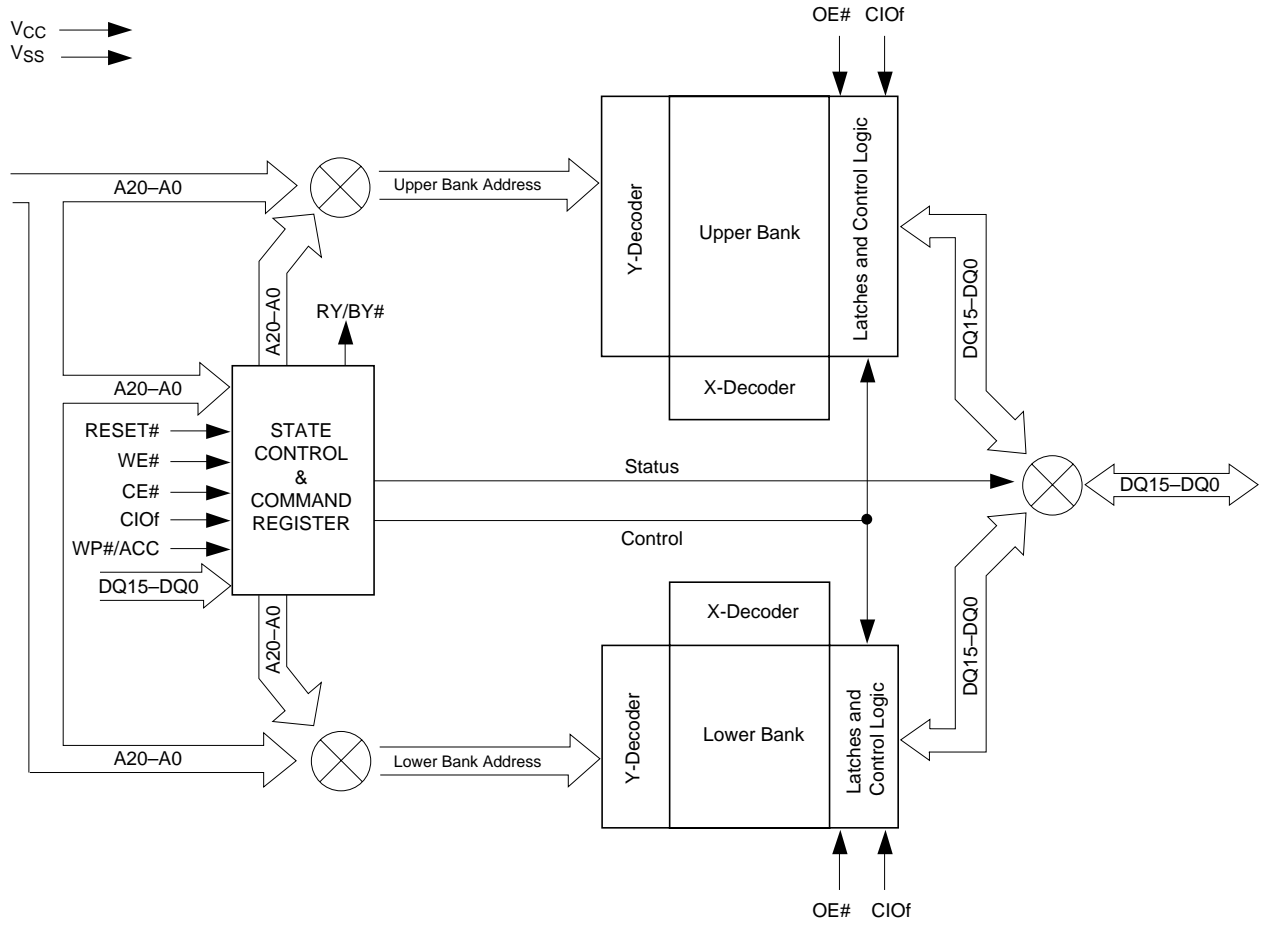 OE# CIOf
VCC
VSS
A20–A0
Upper Bank Address
Y-Decoder
Upper Bank
Latches and Control Logic
DQ15–DQ0
A20–A0
RY/BY#
X-Decoder
A20–A0
RESET#
WE#
CE#
CIOf
WP#/ACC
DQ15–DQ0
STATE
CONTROL
&
COMMAND
REGISTER
Status
Control
DQ15–DQ0
A20–A0
X-Decoder
DQ15–DQ0
A20–A0
Lower Bank Address
Y-Decoder
Lower Bank
Latches and
Control Logic
OE# CIOf